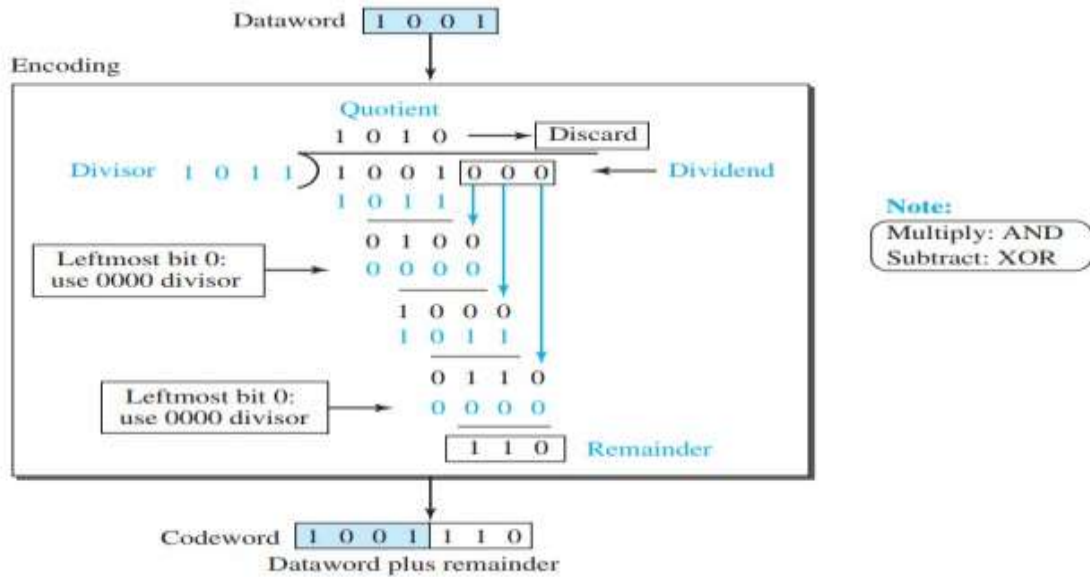 Dataword 1 0 0 1
Encoding
Quotient
1 0 1 0 Discard
Divisor 1 0 1 1 1 0 0 1 0 0 0 Dividend
1 0 1 1
0 1 0 0
Leftmost bit 0:
use 0000 divisor
0 0 0 0
1 0 0 0
1 0 1 1
0 1 1 0
Leftmost bit 0:
use 0000 divisor
0 0 0 0
1 1 0 Remainder
Note:
Multiply: AND
Subtract: XOR
Codeword 1 0 0 1 1 1 0
Dataword plus remainder